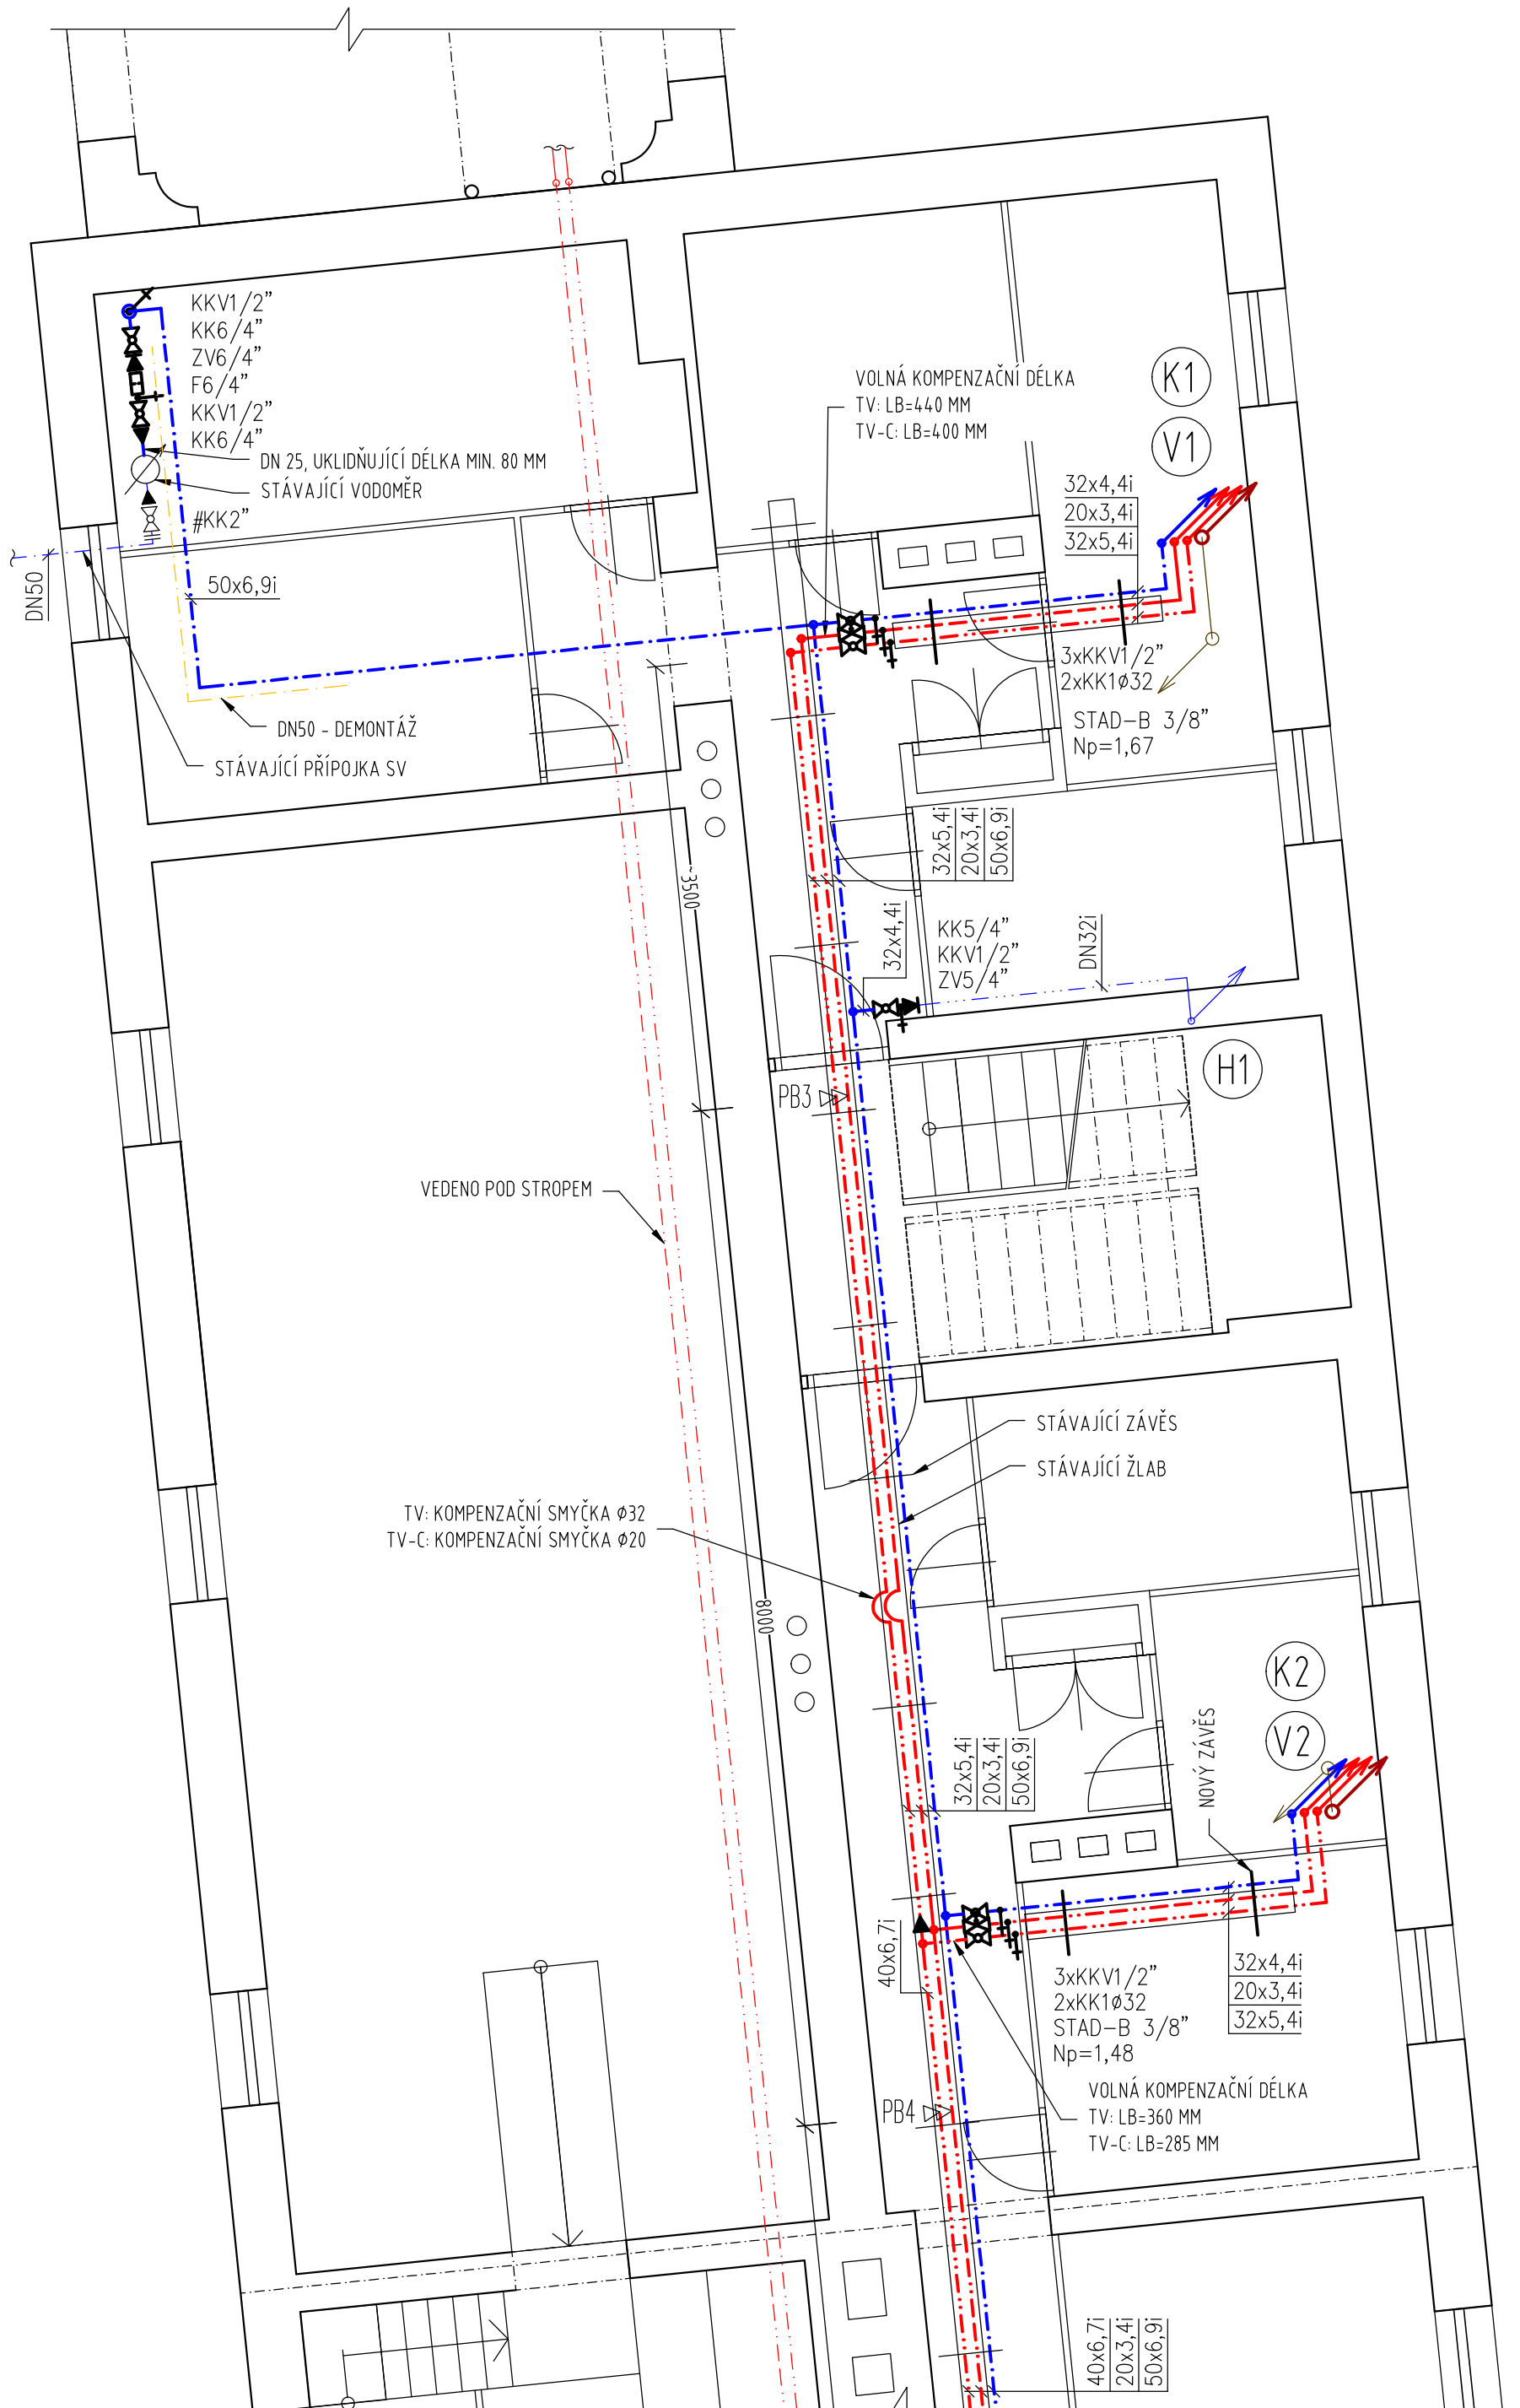 KKV1/2”
KK6/4”
ZV6/4”
F6/4”
KKV1/2”
KK6/4”
DN 25, UKLIDŇUJÍCÍ DÉLKA MIN. 80 MM
STÁVAJÍCÍ VODOMĚR
#KK2”
DN50
50x6,9i
DN50 - DEMONTÁŽ
STÁVAJÍCÍ PŘÍPOJKA SV
VOLNÁ KOMPENZAČNÍ DÉLKA
TV: LB=440 MM
TV-C: LB=400 MM
K1
V1
32x4,4i
20x3,4i
32x5,4i
3xKKV1/2”
2xKK1ø32
STAD-B 3/8”
Np=1,67
32x5,4i
20x3,4i
50x6,9i
~3500
32x4,4i
KK5/4”
KKV1/2”
ZV5/4”
DN32i
H1
PB3
VEDENO POD STROPEM
STÁVAJÍCÍ ZÁVĚS
STÁVAJÍCÍ ŽLAB
TV: KOMPENZAČNÍ SMYČKA ø32
TV-C: KOMPENZAČNÍ SMYČKA ø20
8000
K2
V2
NOVÝ ZÁVĚS
32x5,4i
20x3,4i
50x6,9i
40x6,7i
32x4,4i
20x3,4i
32x5,4i
3xKKV1/2”
2xKK1ø32
STAD-B 3/8”
Np=1,48
VOLNÁ KOMPENZAČNÍ DÉLKA
TV: LB=360 MM
TV-C: LB=285 MM
PB4
40x6,7i
20x3,4i
50x6,9i